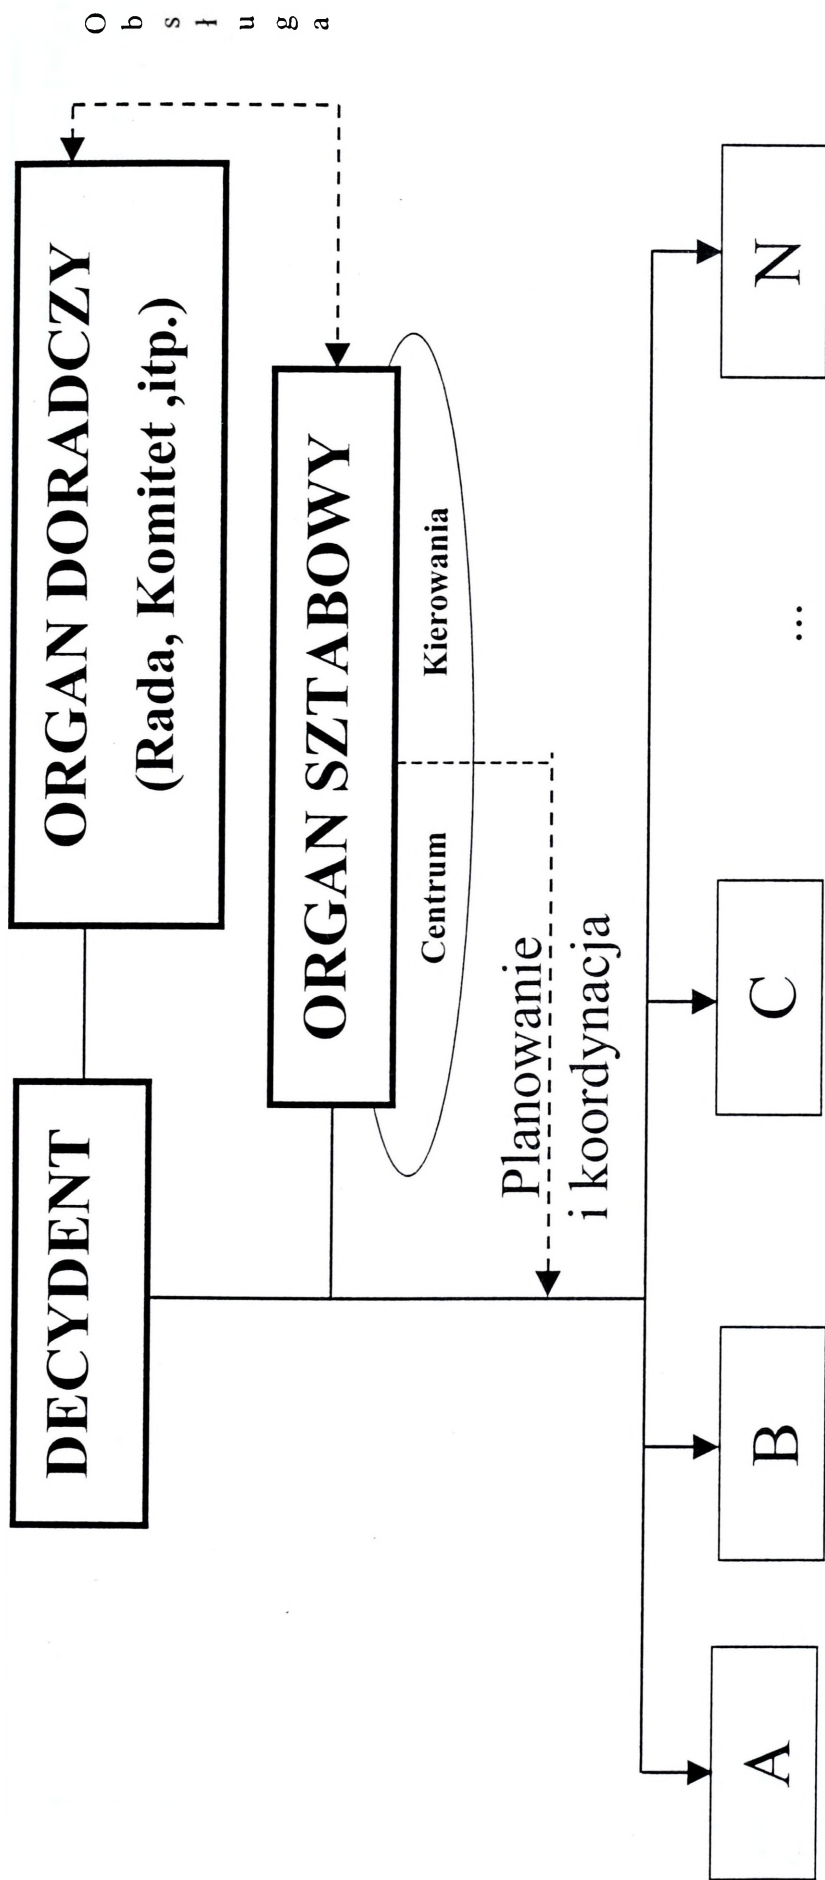 DECYDENT
ORGAN DORADCZY
(Rada, Komitet ,itp.)
Obsługa
ORGAN SZTABOWY
Centrum Kierowania
Planowanie
i koordynacja
A
B
C
...
N